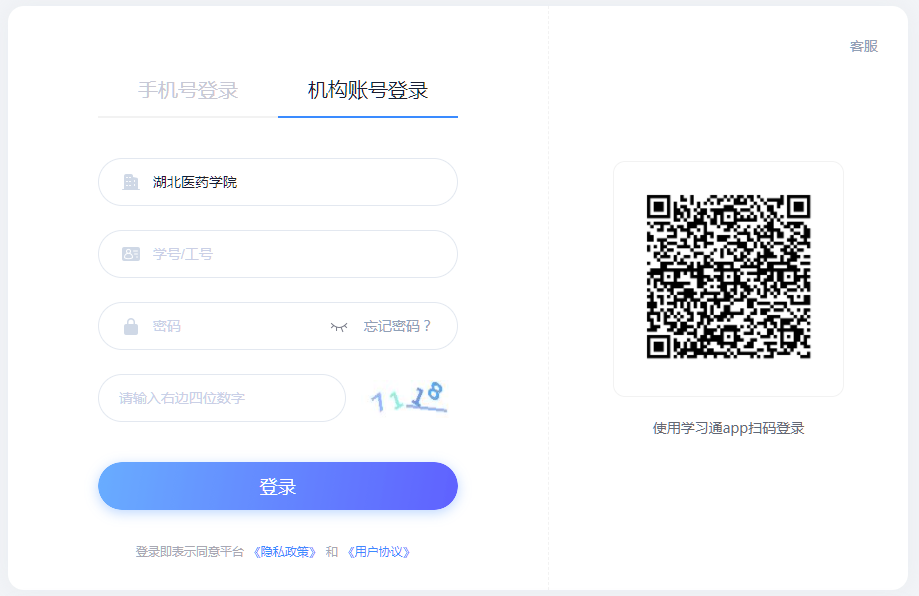 客服
手机号登录
机构账号登录
湖北医药学院
学号/工号
密码
忘记密码？
请输入右边四位数字
登录
登录即表示同意平台 《隐私政策》 和 《用户协议》
使用学习通app扫码登录